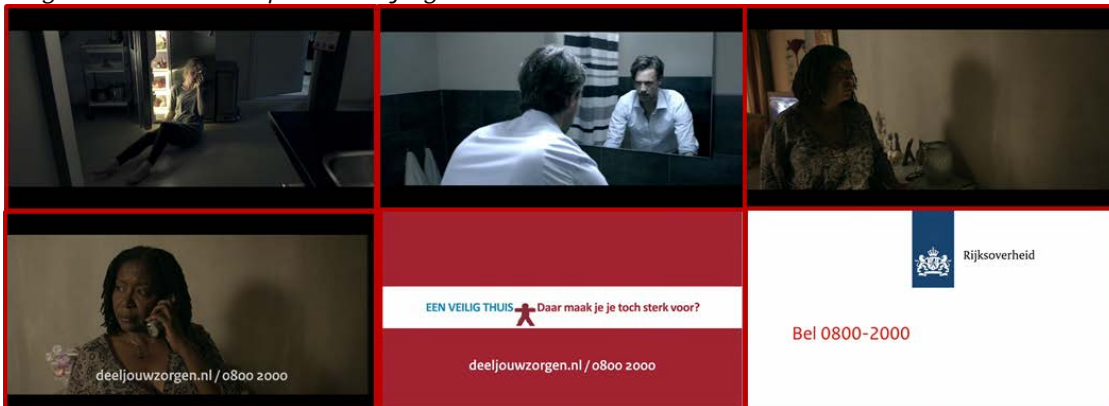 deeljouwzorgen.nl / 0800 2000
EEN VEILIG THUIS Daar maak je je toch sterk voor?
deeljouwzorgen.nl / 0800 2000
Rijksoverheid
Bel 0800-2000